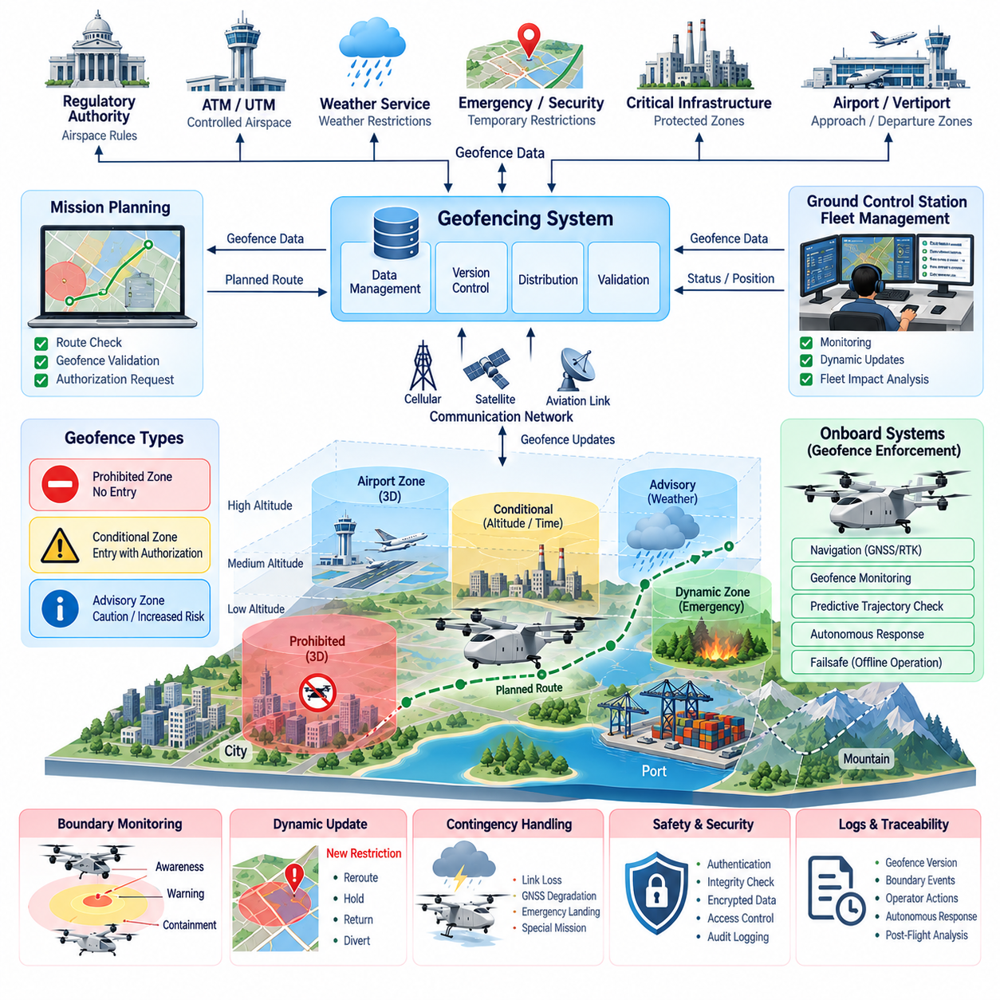 Regulatory
Authority
Airspace Rules
ATM / UTM
Controlled Airspace
Weather Service
Weather Restrictions
Emergency / Security
Temporary Restrictions
Critical Infrastructure
Protected Zones
Airport / Vertiport
Approach / Departure Zones
Geofence Data
Mission Planning
Route Check
Geofence Validation
Authorization Request
Geofence Data
Planned Route
Geofencing System
Data
Management
Version
Control
Distribution
Validation
Geofence Data
Status / Position
Ground Control Station
Fleet Management
Monitoring
Dynamic Updates
Fleet Impact Analysis
Cellular
Satellite
Aviation Link
Communication Network
Geofence Updates
Geofence Types
Prohibited Zone
No Entry
Conditional Zone
Entry with Authorization
Advisory Zone
Caution / Increased Risk
High Altitude
Medium Altitude
Low Altitude
Airport Zone
(3D)
Conditional
(Altitude / Time)
Advisory
(Weather)
Dynamic Zone
(Emergency)
Prohibited
(3D)
Planned Route
City
Port
Mountain
Onboard Systems
(Geofence Enforcement)
Navigation (GNSS/RTK)
Geofence Monitoring
Predictive Trajectory Check
Autonomous Response
Failsafe (Offline Operation)
Boundary Monitoring
Awareness
Warning
Containment
Dynamic Update
New Restriction
• Reroute
• Hold
• Return
• Divert
Contingency Handling
• Link Loss
• GNSS Degradation
• Emergency Landing
• Special Mission
Safety & Security
• Authentication
• Integrity Check
• Encrypted Data
• Access Control
• Audit Logging
Logs & Traceability
• Geofence Version
• Boundary Events
• Operator Actions
• Autonomous Response
• Post-Flight Analysis